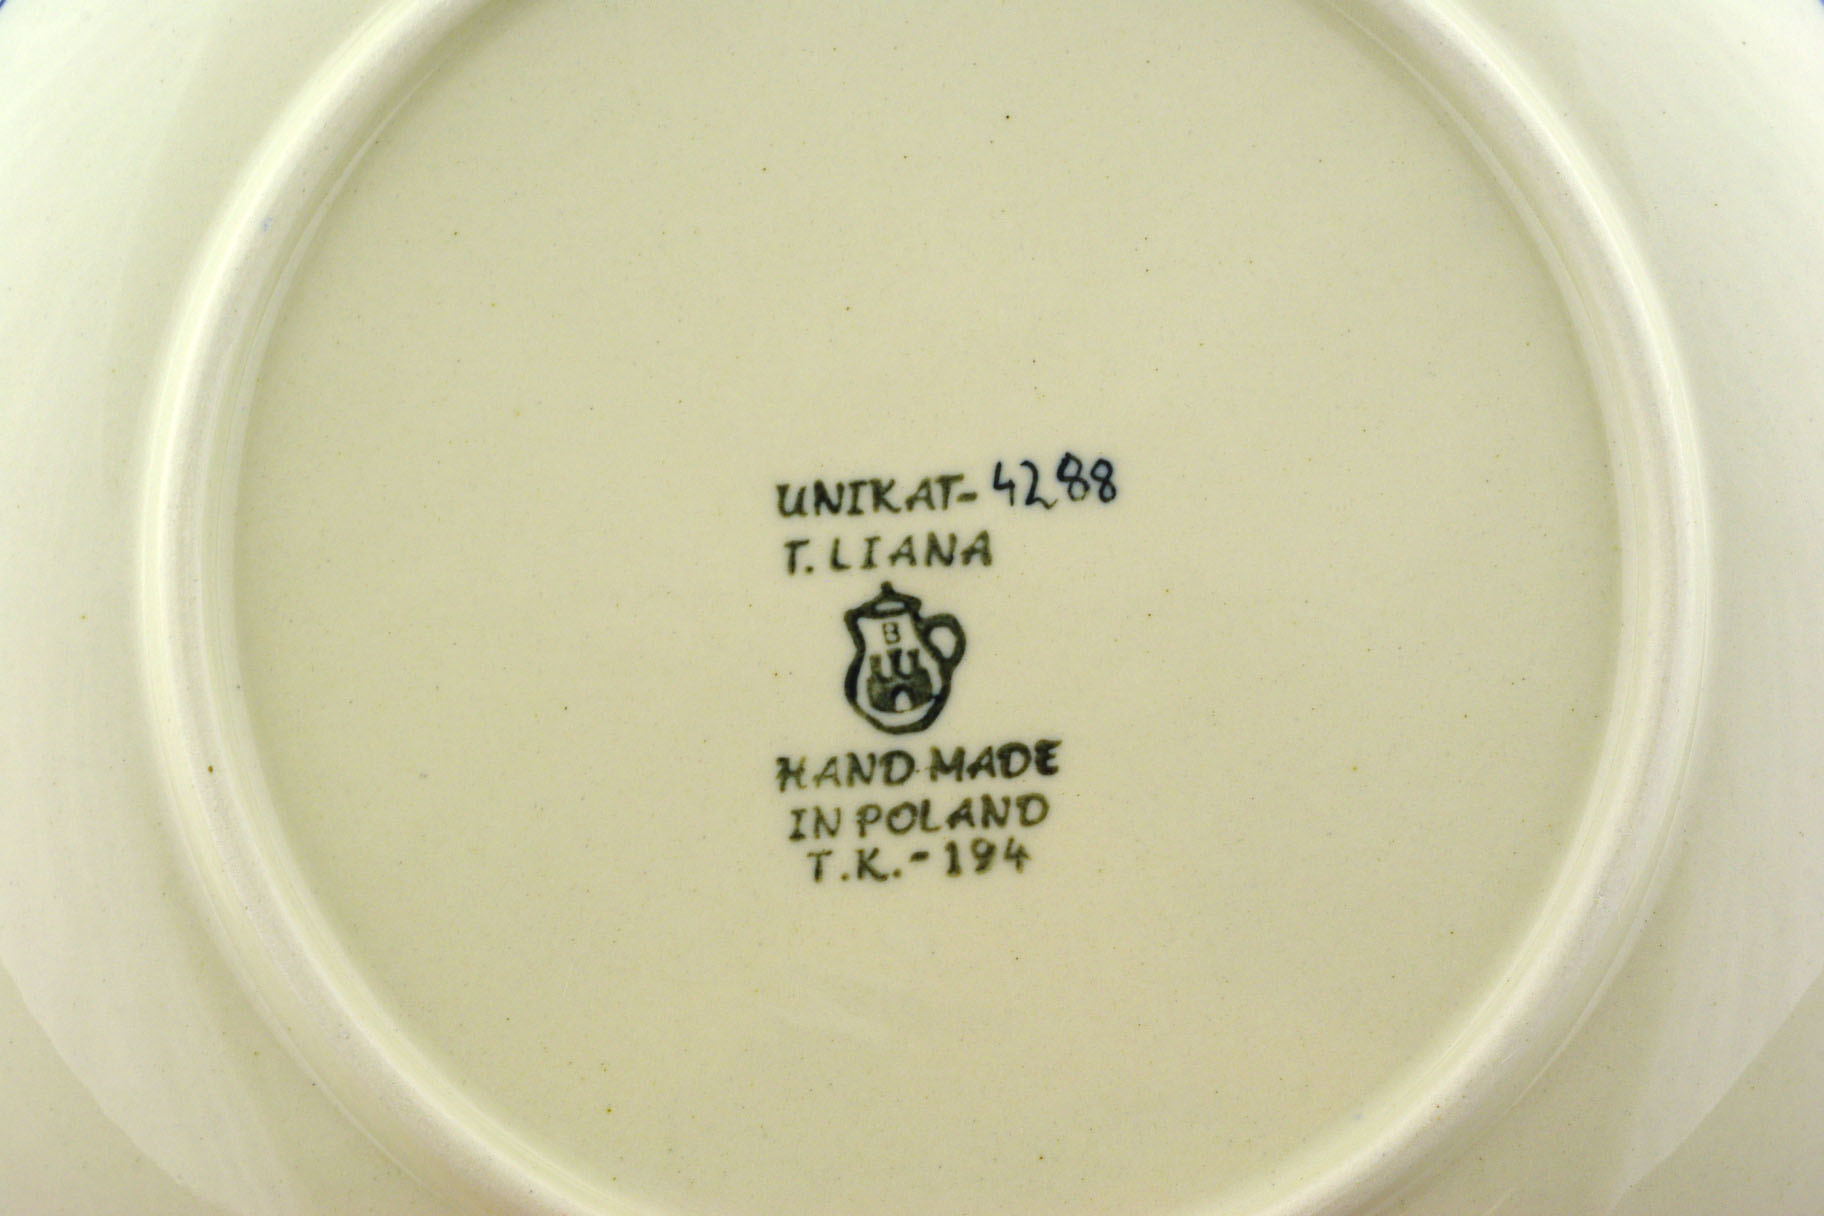 UNIKAT-4288
T. LIANA
B
HAND MADE
IN POLAND
T.K.-194